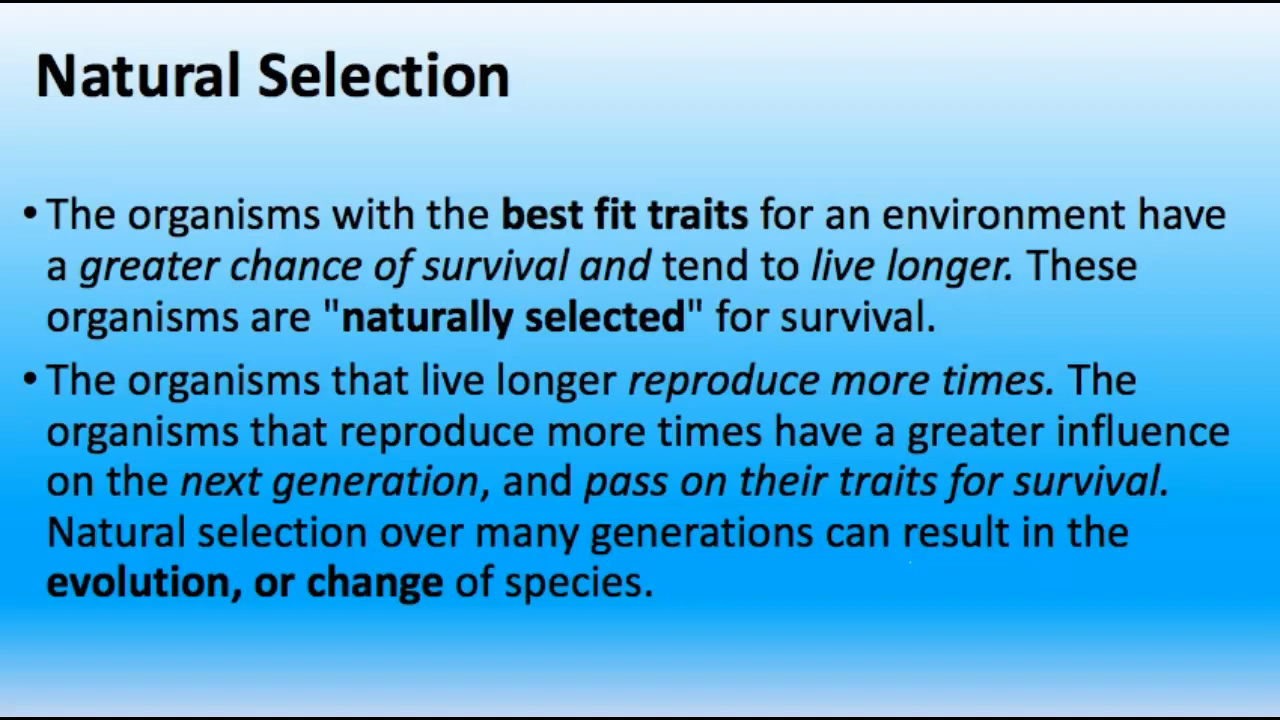 Natural Selection
• The organisms with the best fit traits for an environment have
a greater chance of survival and tend to live longer. These
organisms are "naturally selected" for survival.
• The organisms that live longer reproduce more times. The
organisms that reproduce more times have a greater influence
on the next generation, and pass on their traits for survival.
Natural selection over many generations can result in the
evolution, or change of species.